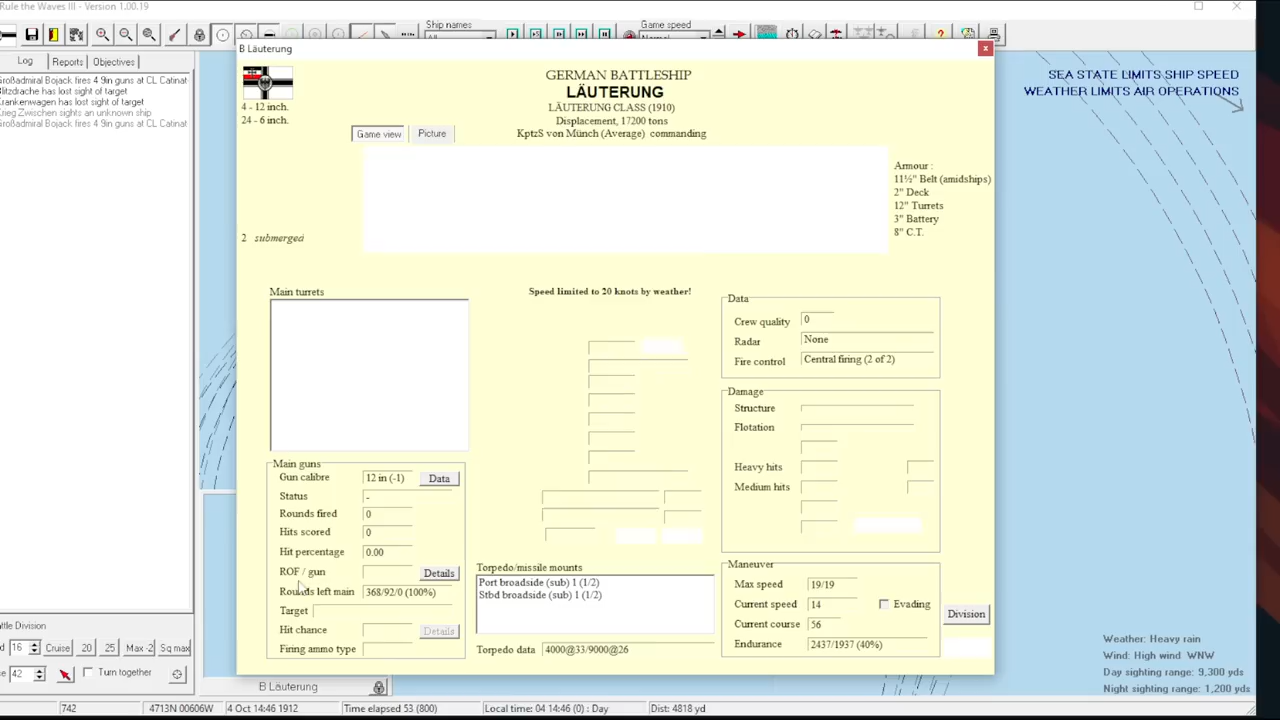 Rule the Waves III - Version 1.00.19
Ship names
All
Game speed
Normal
Log
Reports
Objectives
Großadmiral Bojack fires 4 9in guns at CL Catinat
Blitzdrache has lost sight of target
Krankenwagen has lost sight of target
Krieg Zwischen sights an unknown ship
Großadmiral Bojack fires 4 9in guns at CL Catinat
B Läuterung
x
4 - 12 inch.
24 - 6 inch.
GERMAN BATTLESHIP
LÄUTERUNG
LÄUTERUNG CLASS (1910)
Displacement, 17200 tons
KptzS von Münch (Average) commanding
Game view
Picture
Armour :
11½" Belt (amidships)
2" Deck
12" Turrets
3" Battery
8" C.T.
2 submerged
SEA STATE LIMITS SHIP SPEED
WEATHER LIMITS AIR OPERATIONS
Main turrets
Speed limited to 20 knots by weather!
Data
Crew quality 0
Radar None
Fire control Central firing (2 of 2)
Damage
Structure
Flotation
Heavy hits
Medium hits
Main guns
Gun calibre 12 in (-1) Data
Status -
Rounds fired 0
Hits scored 0
Hit percentage 0.00
ROF / gun Details
Rounds left main 368/92/0 (100%)
Target
Hit chance Details
Firing ammo type
Torpedo/missile mounts
Port broadside (sub) 1 (1/2)
Stbd broadside (sub) 1 (1/2)
Torpedo data 4000@33/9000@26
Maneuver
Max speed 19/19
Current speed 14 Evading
Current course 56
Endurance 2437/1937 (40%)
Division
Battle Division
16 Cruise 20 25 Max -2 Sq max
42 Turn together
B Läuterung
Weather: Heavy rain
Wind: High wind WNW
Day sighting range: 9,300 yds
Night sighting range: 1,200 yds
742
4713N 00606W
4 Oct 14:46 1912
Time elapsed 53 (800)
Local time: 04 14:46 (0) : Day
Dist: 4818 yd